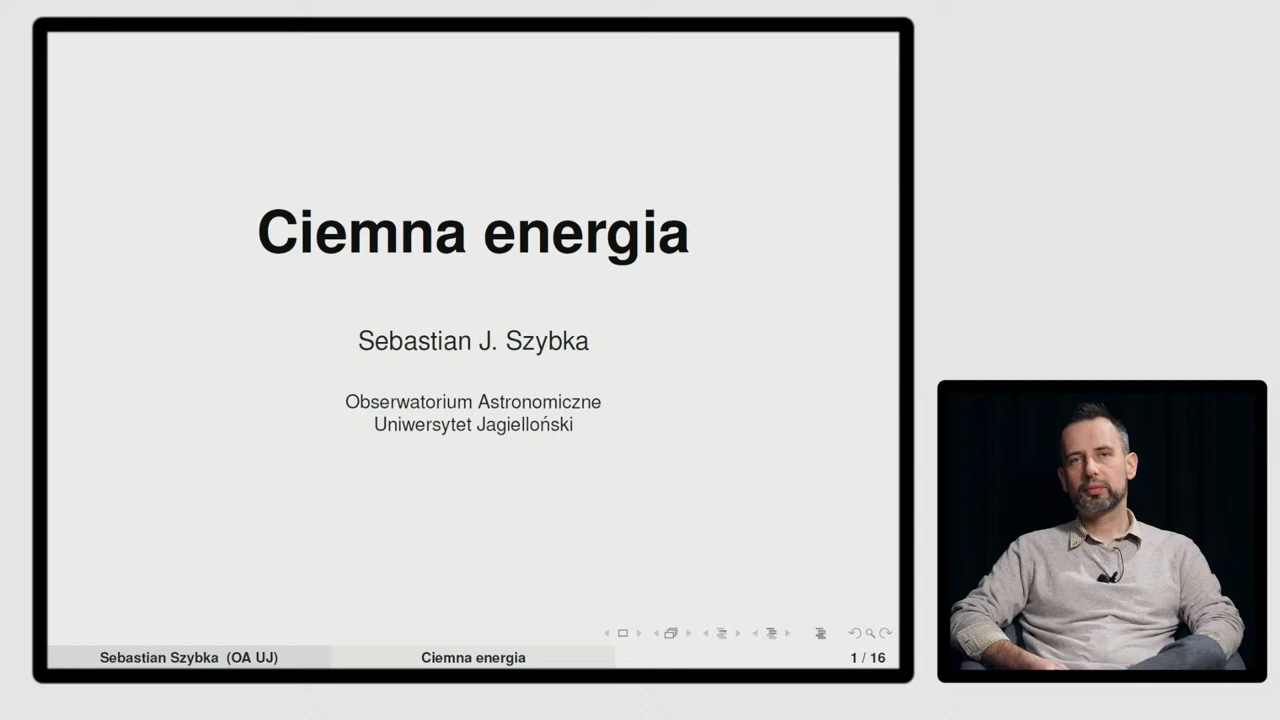 Ciemna energia
Sebastian J. Szybka
Obserwatorium Astronomiczne
Uniwersytet Jagielloński
Sebastian Szybka (OA UJ)
Ciemna energia
1 / 16